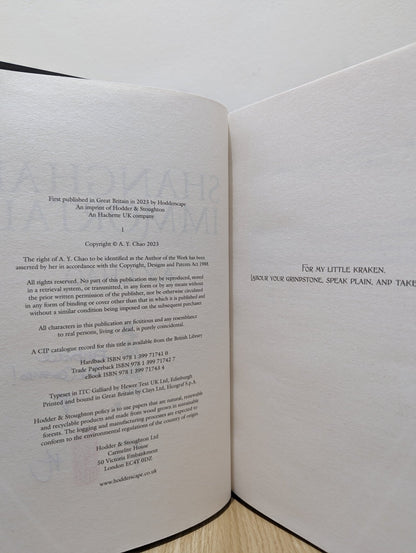 First published in Great Britain in 2023 by Hodderscape
An imprint of Hodder & Stoughton
An Hachette UK company
1
Copyright © A. Y. Chao 2023
The right of A. Y. Chao to be identified as the Author of the Work has been
asserted by her in accordance with the Copyright, Designs and Patents Act 1988.
All rights reserved. No part of this publication may be reproduced, stored
in a retrieval system, or transmitted, in any form or by any means without
the prior written permission of the publisher, nor be otherwise circulated
in any form of binding or cover other than that in which it is published and
without a similar condition being imposed on the subsequent purchaser.
All characters in this publication are fictitious and any resemblance
to real persons, living or dead, is purely coincidental.
A CIP catalogue record for this title is available from the British Library
Hardback ISBN 978 1 399 71741 0
Trade Paperback ISBN 978 1 399 71742 7
eBook ISBN 978 1 399 71743 4
Typeset in ITC Galliard by Hewer Text UK Ltd, Edinburgh
Printed and bound in Great Britain by Clays Ltd, Elcograf S.p.A.
Hodder & Stoughton policy is to use papers that are natural, renewable
and recyclable products and made from wood grown in sustainable
forests. The logging and manufacturing processes are expected to
conform to the environmental regulations of the country of origin.
Hodder & Stoughton Ltd
Carmelite House
50 Victoria Embankment
London EC4Y 0DZ
www.hodderscape.co.uk
For my little kraken.
Labour your grindstone, speak plain, and take